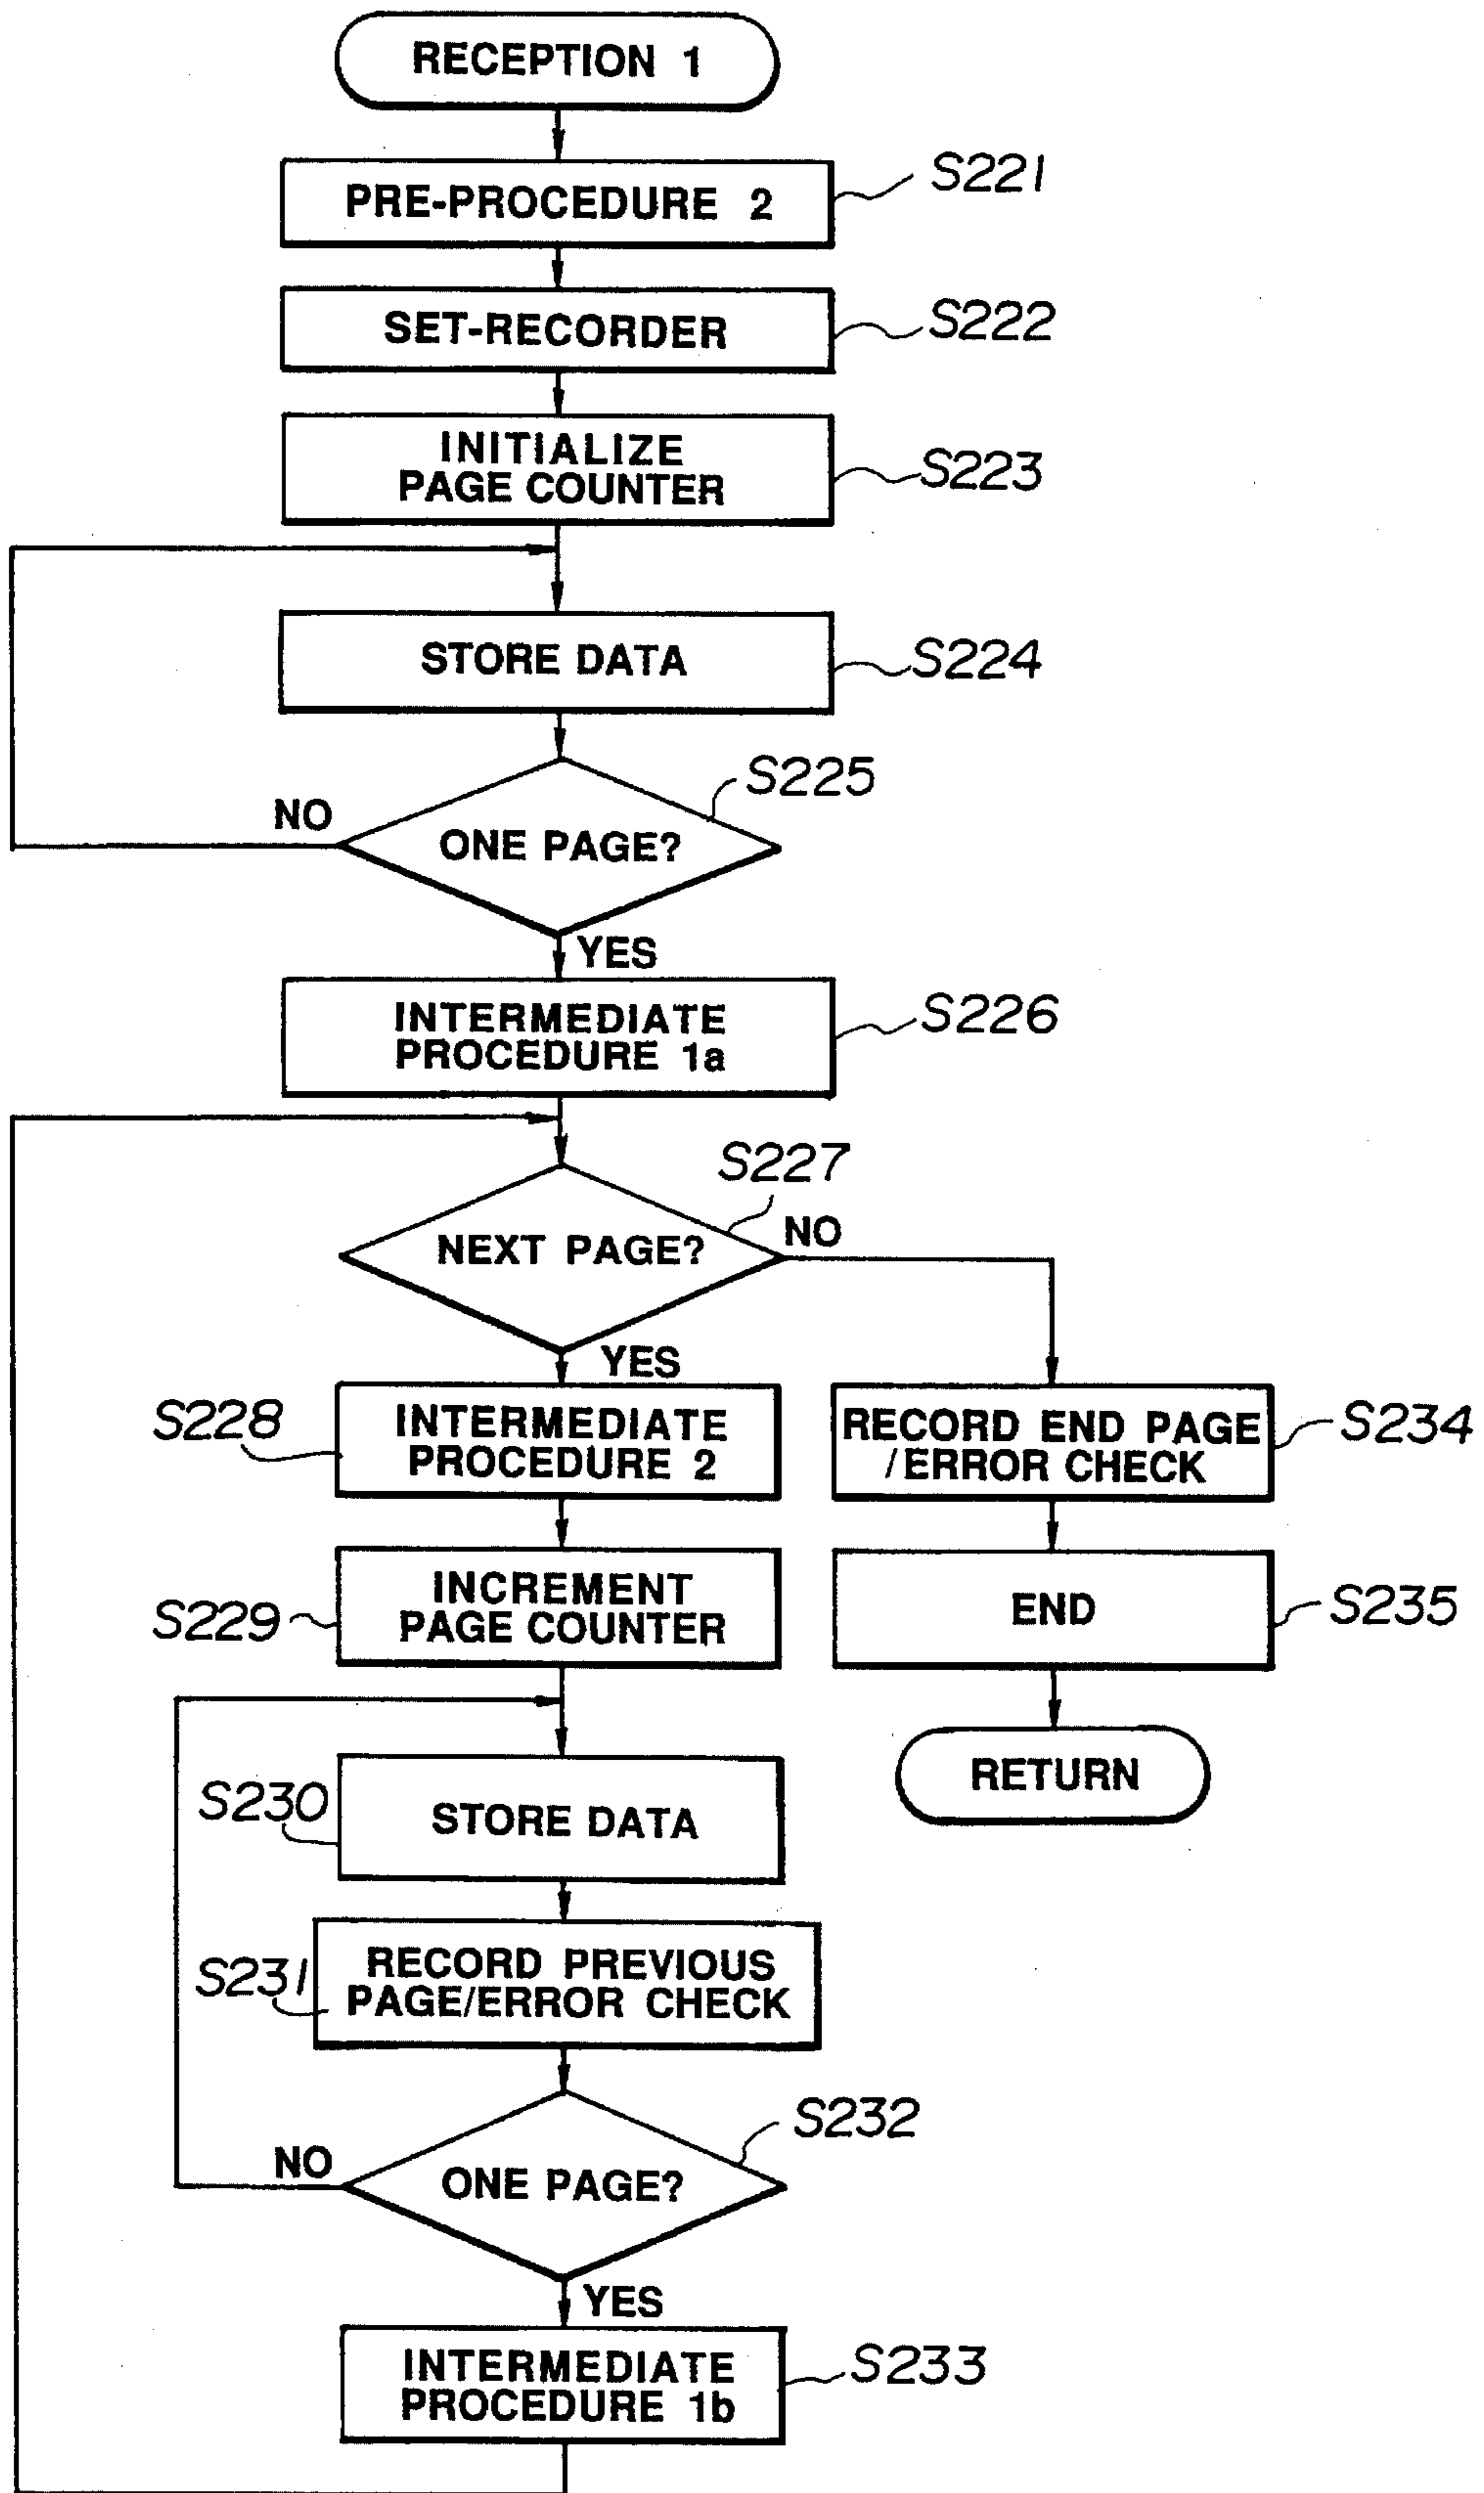 RECEPTION 1
PRE-PROCEDURE 2
S221
SET-RECORDER
S222
INITIALIZE
PAGE COUNTER
S223
STORE DATA
S224
S225
NO
ONE PAGE?
YES
INTERMEDIATE
PROCEDURE 1a
S226
S227
NO
NEXT PAGE?
YES
S228
INTERMEDIATE
PROCEDURE 2
RECORD END PAGE
/ERROR CHECK
S234
S229
INCREMENT
PAGE COUNTER
END
S235
RETURN
S230
STORE DATA
S231
RECORD PREVIOUS
PAGE/ERROR CHECK
S232
NO
ONE PAGE?
YES
INTERMEDIATE
PROCEDURE 1b
S233